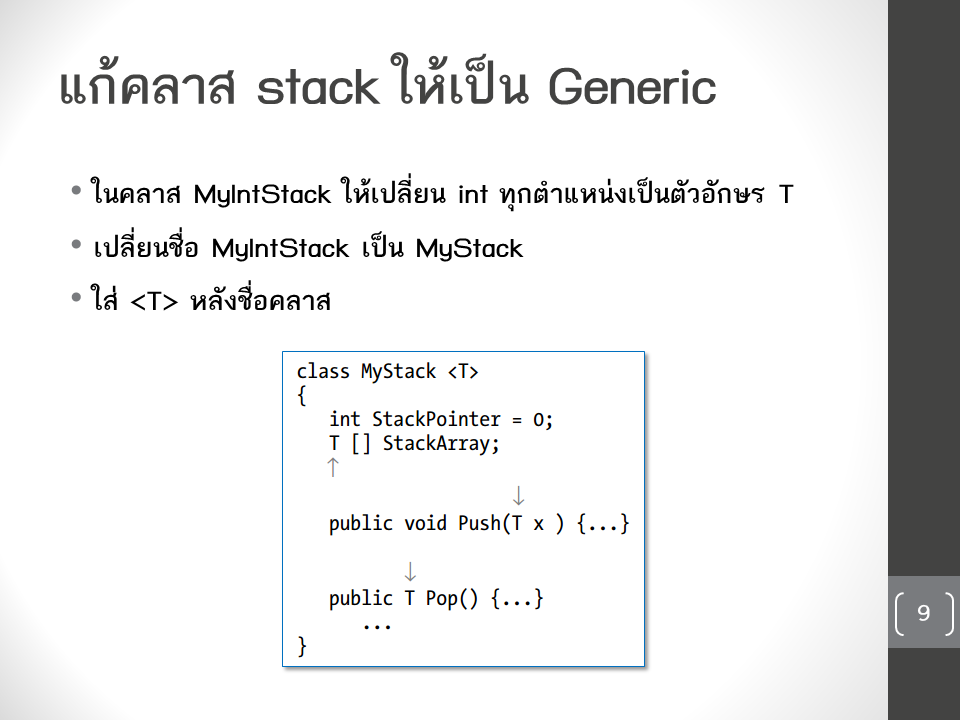 แก้คลาส stack ให้เป็น Generic
• ในคลาส MyIntStack ให้เปลี่ยน int ทุกตำแหน่งเป็นตัวอักษร T
• เปลี่ยนชื่อ MyIntStack เป็น MyStack
• ใส่ <T> หลังชื่อคลาส
class MyStack <T>
{
int StackPointer = 0;
T [] StackArray;
↑
↓
public void Push(T x ) {...}
↓
public T Pop() {...}
...
}
9